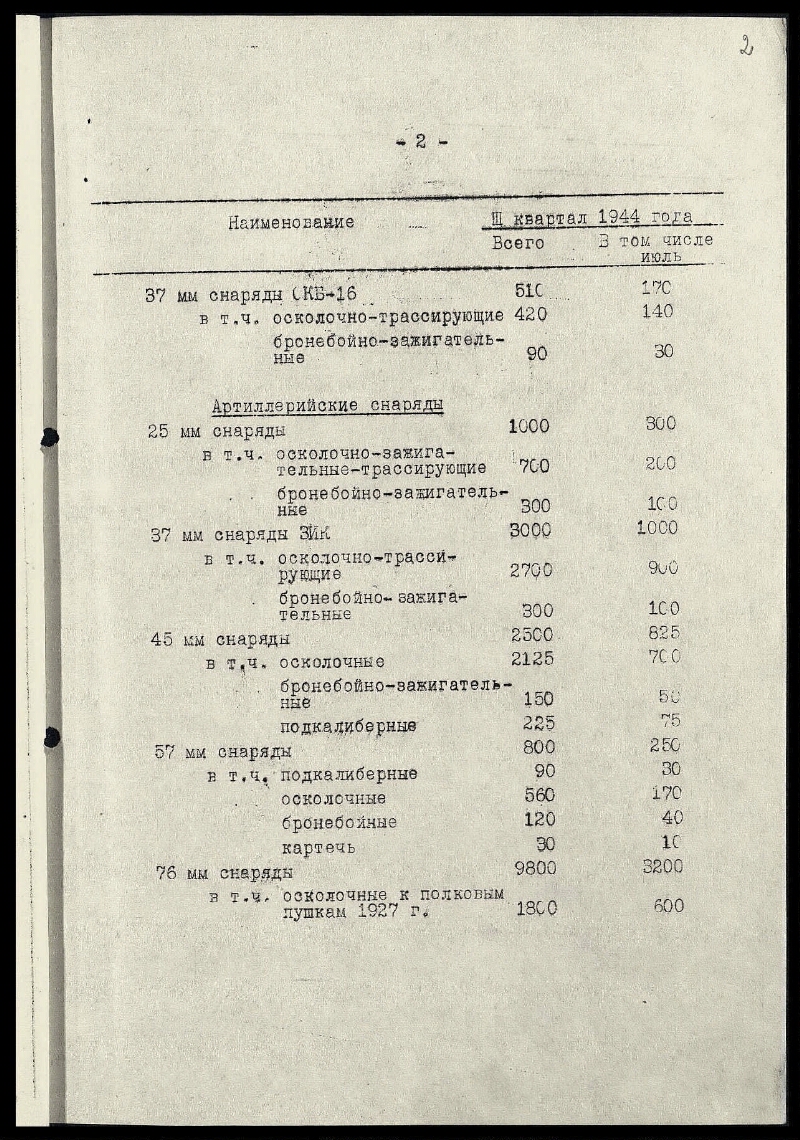 2
- 2 -
Наименование III квартал 1944 года
Всего В том числе
июль
37 мм снаряды СКБ-16 510 170
в т.ч. осколочно-трассирующие 420 140
бронебойно-зажигатель-
ные 90 30
Артиллерийские снаряды
25 мм снаряды 1000 300
в т.ч. осколочно-зажига-
тельные-трассирующие 700 200
бронебойно-зажигатель-
ные 300 100
37 мм снаряды ЗИК 3000 1000
в т.ч. осколочно-трасси-
рующие 2700 900
бронебойно-зажига-
тельные 300 100
45 мм снаряды 2500 825
в т.ч. осколочные 2125 700
бронебойно-зажигатель-
ные 150 50
подкалиберные 225 75
57 мм снаряды 800 250
в т.ч. подкалиберные 90 30
осколочные 560 170
бронебойные 120 40
картечь 30 10
76 мм снаряды 9800 3200
в т.ч. осколочные к полковым
пушкам 1927 г. 1800 600